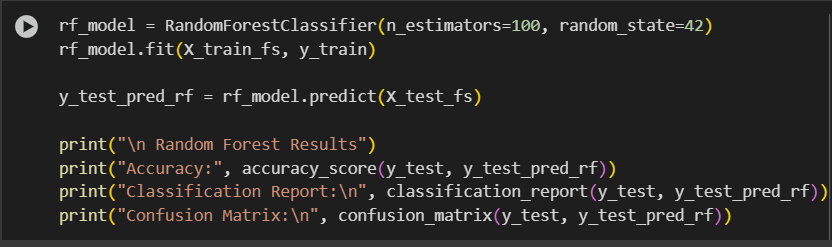 rf_model = RandomForestClassifier(n_estimators=100, random_state=42)
rf_model.fit(X_train_fs, y_train)
y_test_pred_rf = rf_model.predict(X_test_fs)
print("\n Random Forest Results")
print("Accuracy:", accuracy_score(y_test, y_test_pred_rf))
print("Classification Report:\n", classification_report(y_test, y_test_pred_rf))
print("Confusion Matrix:\n", confusion_matrix(y_test, y_test_pred_rf))